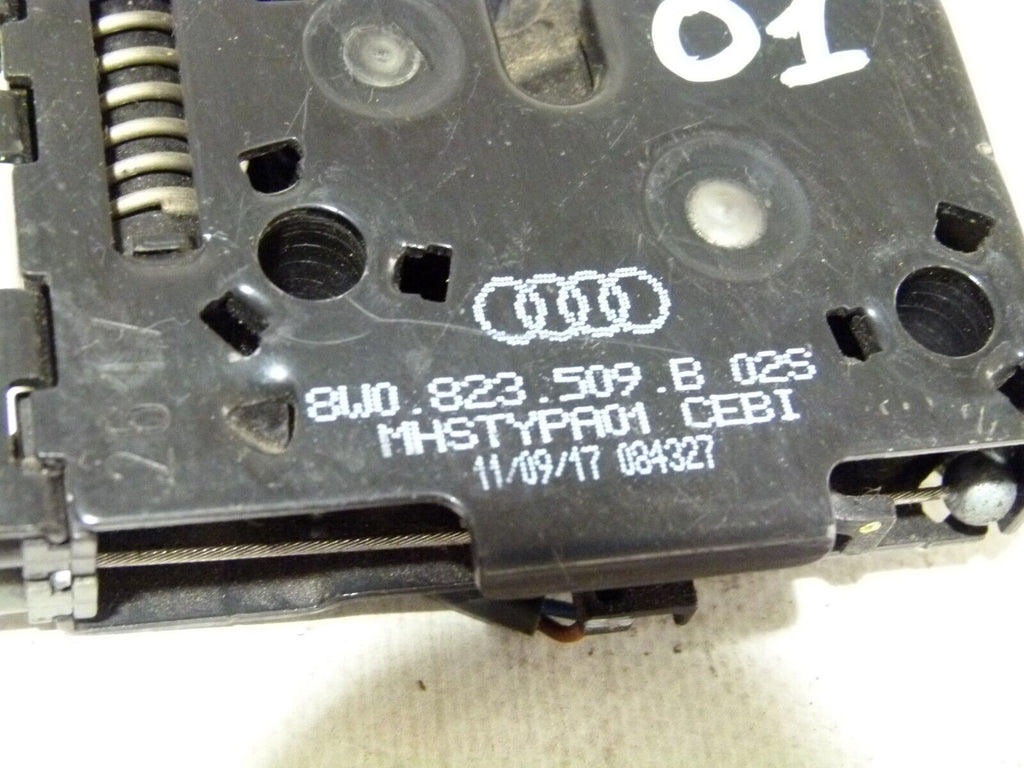 01
8W0.823.509.B 02S
MHSTYPA01 CEBI
11/09/17 084327